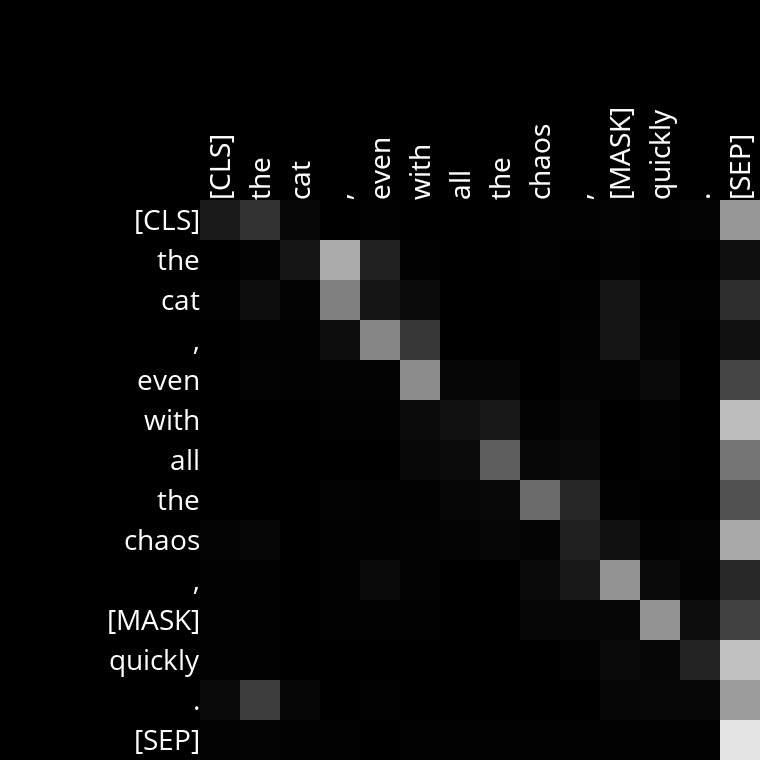 [CLS] the cat , even with all the chaos , [MASK] quickly . [SEP]
[CLS]
the
cat
,
even
with
all
the
chaos
,
[MASK]
quickly
.
[SEP]